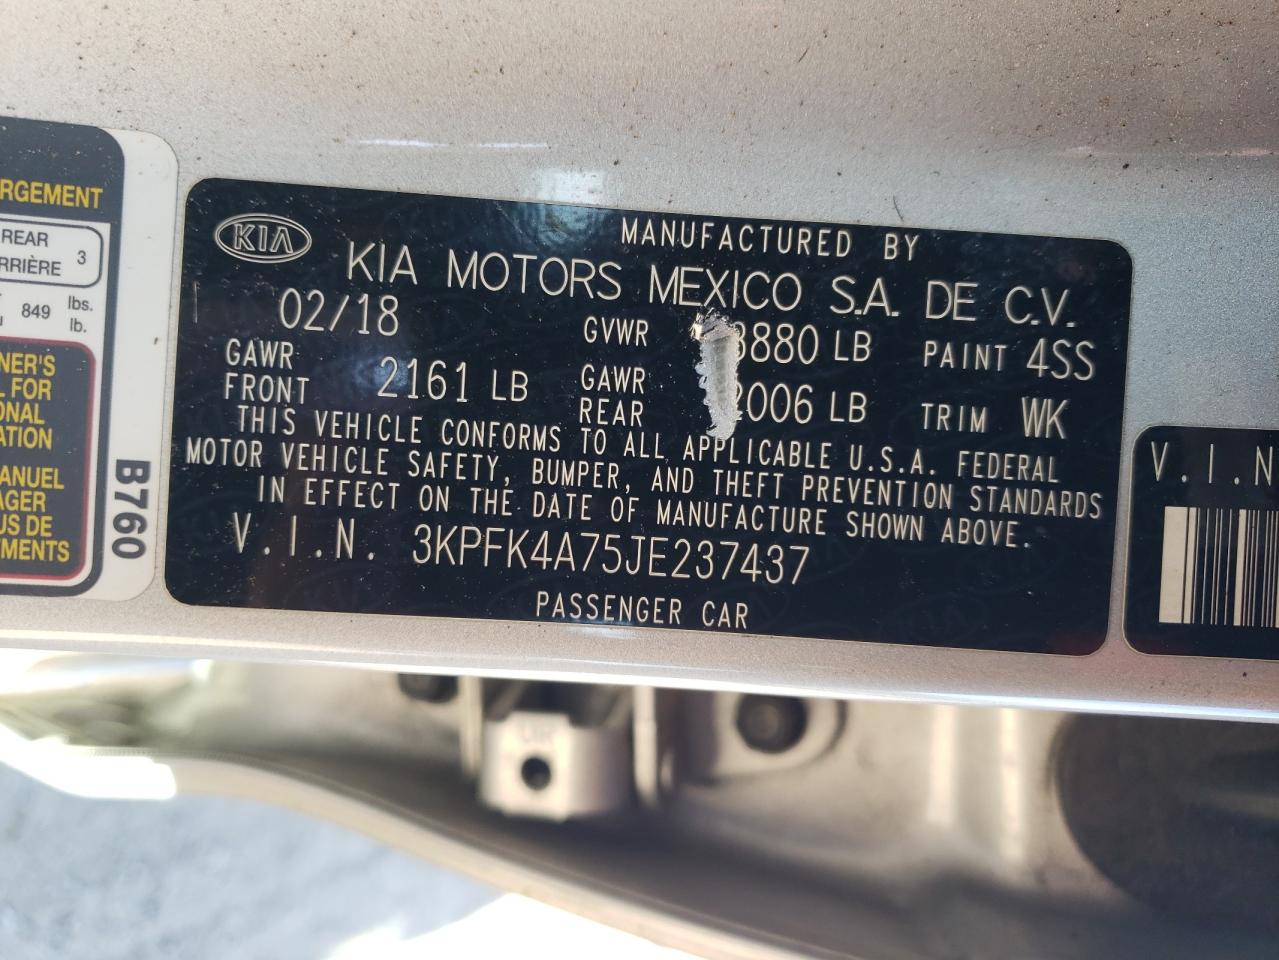 RGEMENT
REAR
RRIÈRE
3
849
lbs.
lb.
NER'S
FOR
ONAL
ATION
MANUEL
AGER
US DE
MENTS
B760
KIA
MANUFACTURED BY
KIA MOTORS MEXICO S.A. DE C.V.
02/18 GVWR 3880 LB PAINT 4SS
GAWR FRONT 2161 LB GAWR REAR 2006 LB TRIM WK
THIS VEHICLE CONFORMS TO ALL APPLICABLE U.S.A. FEDERAL
MOTOR VEHICLE SAFETY, BUMPER, AND THEFT PREVENTION STANDARDS
IN EFFECT ON THE DATE OF MANUFACTURE SHOWN ABOVE.
V.I.N. 3KPFK4A75JE237437
PASSENGER CAR
V.I.N